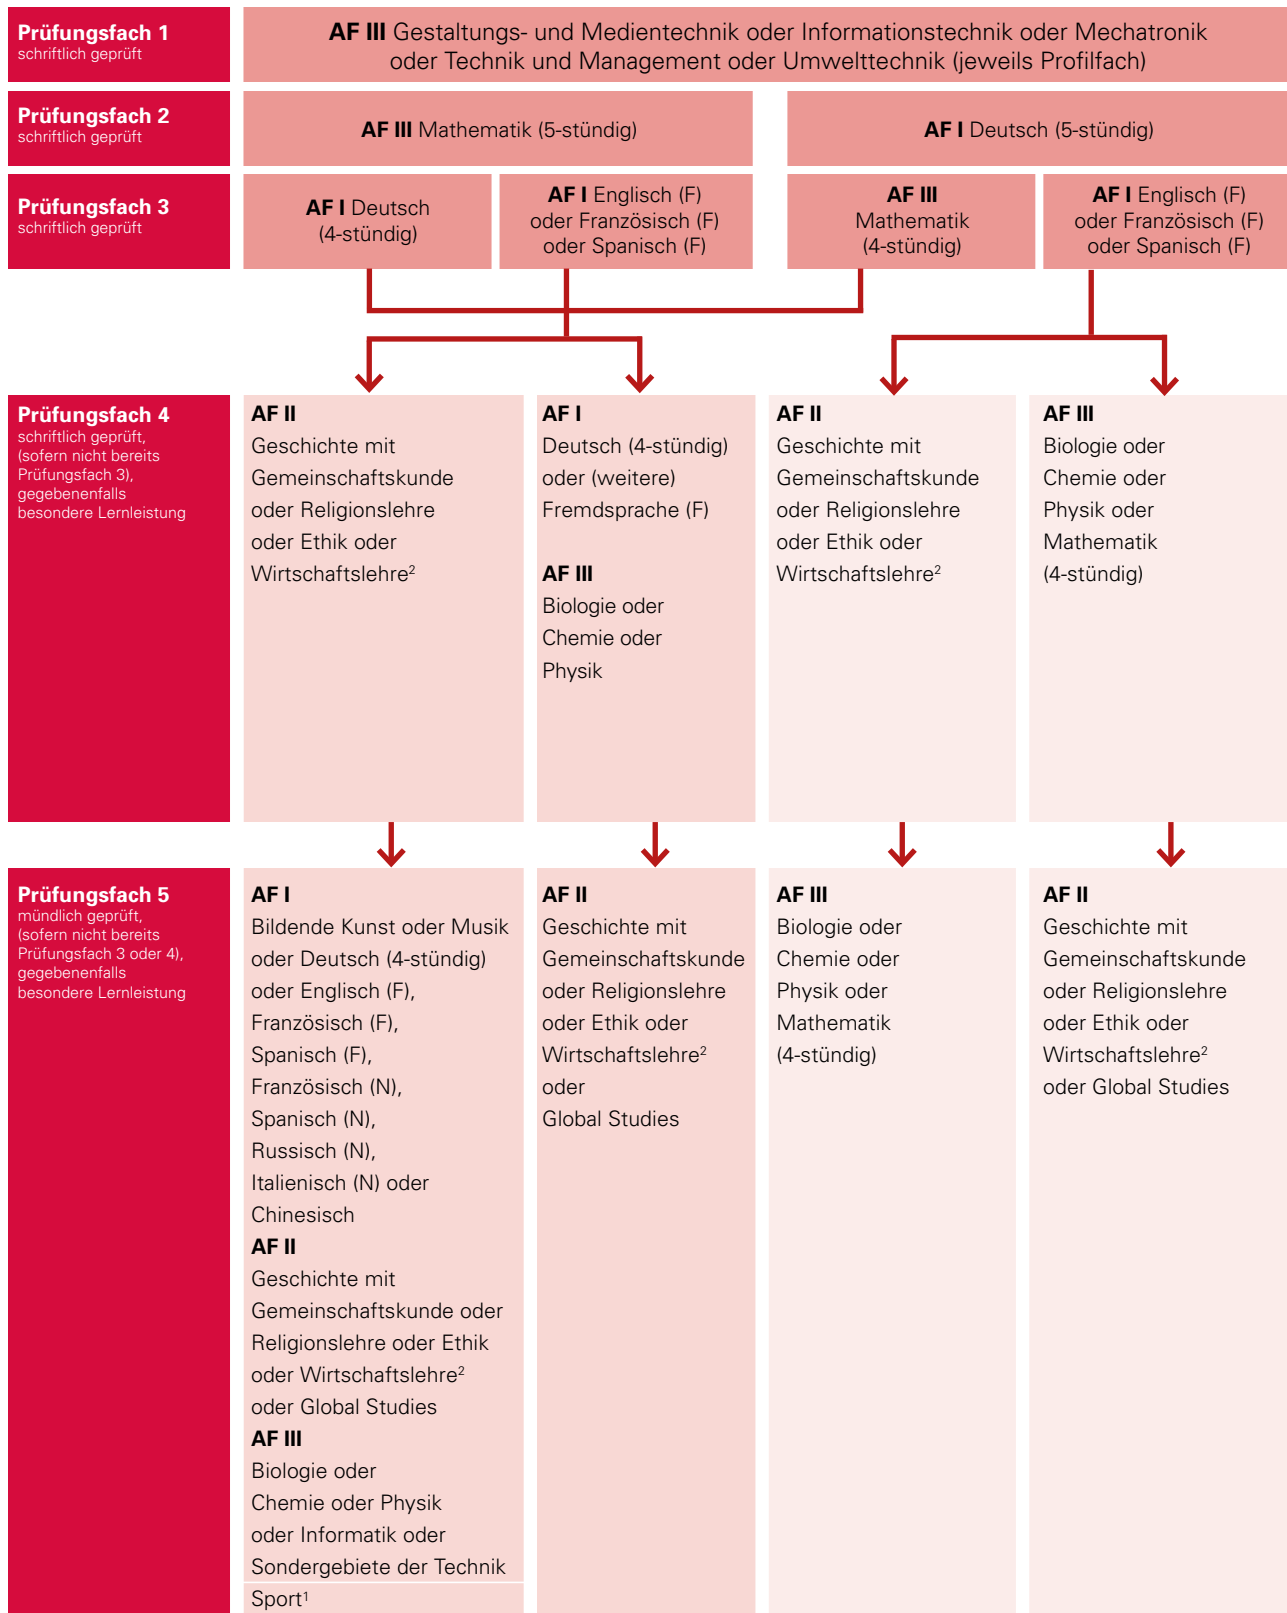 Prüfungsfach 1
schriftlich geprüft
AF III Gestaltungs- und Medientechnik oder Informationstechnik oder Mechatronik
oder Technik und Management oder Umwelttechnik (jeweils Profilfach)
Prüfungsfach 2
schriftlich geprüft
AF III Mathematik (5-stündig)
AF I Deutsch (5-stündig)
Prüfungsfach 3
schriftlich geprüft
AF I Deutsch
(4-stündig)
AF I Englisch (F)
oder Französisch (F)
oder Spanisch (F)
AF III
Mathematik
(4-stündig)
AF I Englisch (F)
oder Französisch (F)
oder Spanisch (F)
Prüfungsfach 4
schriftlich geprüft,
(sofern nicht bereits
Prüfungsfach 3),
gegebenenfalls
besondere Lernleistung
AF II
Geschichte mit
Gemeinschaftskunde
oder Religionslehre
oder Ethik oder
Wirtschaftslehre²
AF I
Deutsch (4-stündig)
oder (weitere)
Fremdsprache (F)
AF III
Biologie oder
Chemie oder
Physik
AF II
Geschichte mit
Gemeinschaftskunde
oder Religionslehre
oder Ethik oder
Wirtschaftslehre²
AF III
Biologie oder
Chemie oder
Physik oder
Mathematik
(4-stündig)
Prüfungsfach 5
mündlich geprüft,
(sofern nicht bereits
Prüfungsfach 3 oder 4),
gegebenenfalls
besondere Lernleistung
AF I
Bildende Kunst oder Musik
oder Deutsch (4-stündig)
oder Englisch (F),
Französisch (F),
Spanisch (F),
Französisch (N),
Spanisch (N),
Russisch (N),
Italienisch (N) oder
Chinesisch
AF II
Geschichte mit
Gemeinschaftskunde oder
Religionslehre oder Ethik
oder Wirtschaftslehre²
oder Global Studies
AF III
Biologie oder
Chemie oder Physik
oder Informatik oder
Sondergebiete der Technik
Sport¹
AF II
Geschichte mit
Gemeinschaftskunde
oder Religionslehre
oder Ethik oder
Wirtschaftslehre²
oder
Global Studies
AF III
Biologie oder
Chemie oder
Physik oder
Mathematik
(4-stündig)
AF II
Geschichte mit
Gemeinschaftskunde
oder Religionslehre
oder Ethik oder
Wirtschaftslehre²
oder Global Studies